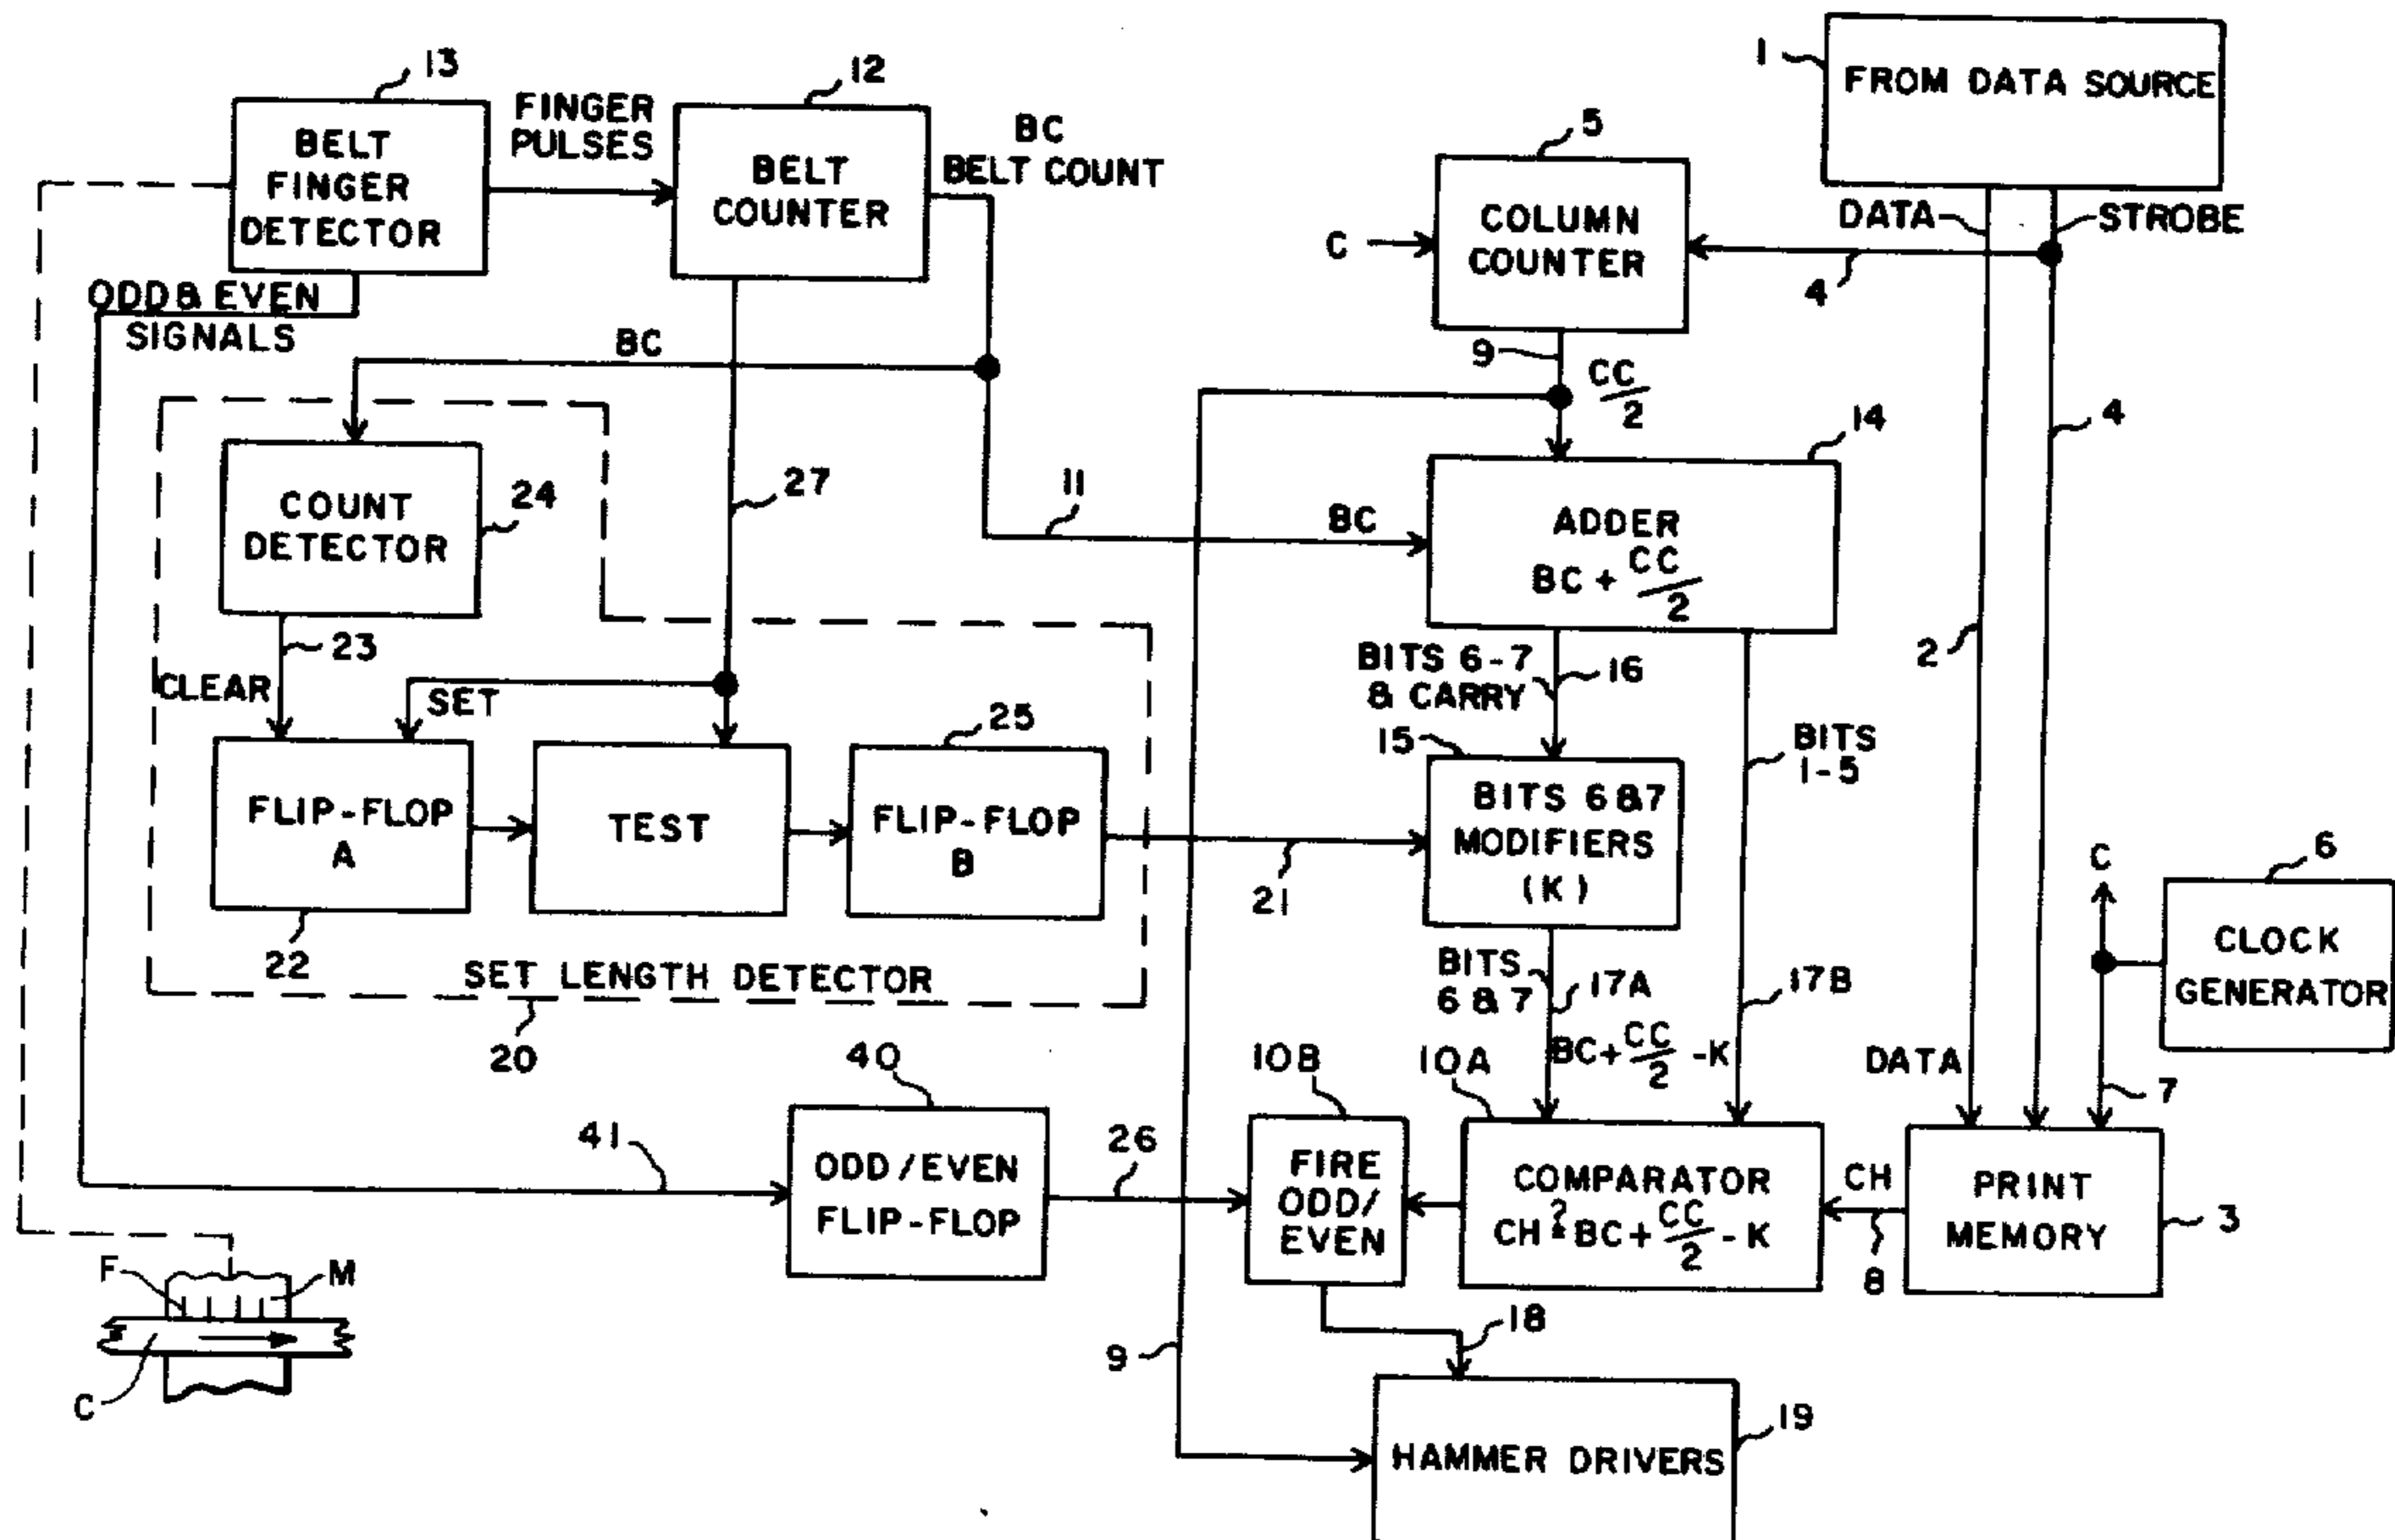 1
FROM DATA SOURCE
DATA
STROBE
13
BELT
FINGER
DETECTOR
FINGER
PULSES
12
BELT
COUNTER
BC
BELT COUNT
5
COLUMN
COUNTER
C
4
ODD & EVEN
SIGNALS
BC
9
CC/2
4
14
ADDER
BC + CC/2
COUNT
DETECTOR
24
27
11
BC
23
CLEAR
SET
BITS 6-7
& CARRY
16
2
BITS
1-5
15
BITS 6&7
MODIFIERS
(K)
FLIP-FLOP
A
22
TEST
25
FLIP-FLOP
B
21
SET LENGTH DETECTOR
20
C
6
CLOCK
GENERATOR
7
BITS
6 & 7
17A
17B
BC + CC/2 - K
DATA
41
40
ODD/EVEN
FLIP-FLOP
26
10B
FIRE
ODD/
EVEN
10A
COMPARATOR
CH ?= BC + CC/2 - K
CH
8
PRINT
MEMORY
3
F
M
C
9
18
HAMMER DRIVERS
19